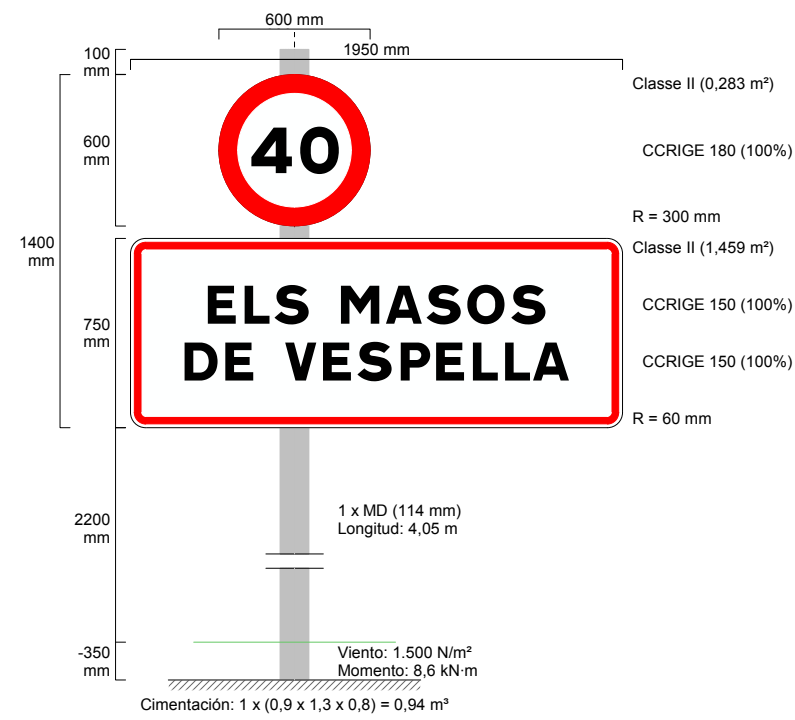 600 mm
1950 mm
100
mm
Classe II (0,283 m²)
40
600
mm
CCRIGE 180 (100%)
R = 300 mm
1400
mm
Classe II (1,459 m²)
ELS MASOS
CCRIGE 150 (100%)
750
mm
DE VESPELLA
CCRIGE 150 (100%)
R = 60 mm
2200
mm
1 x MD (114 mm)
Longitud: 4,05 m
-350
mm
Viento: 1.500 N/m²
Momento: 8,6 kN·m
Cimentación: 1 x (0,9 x 1,3 x 0,8) = 0,94 m³